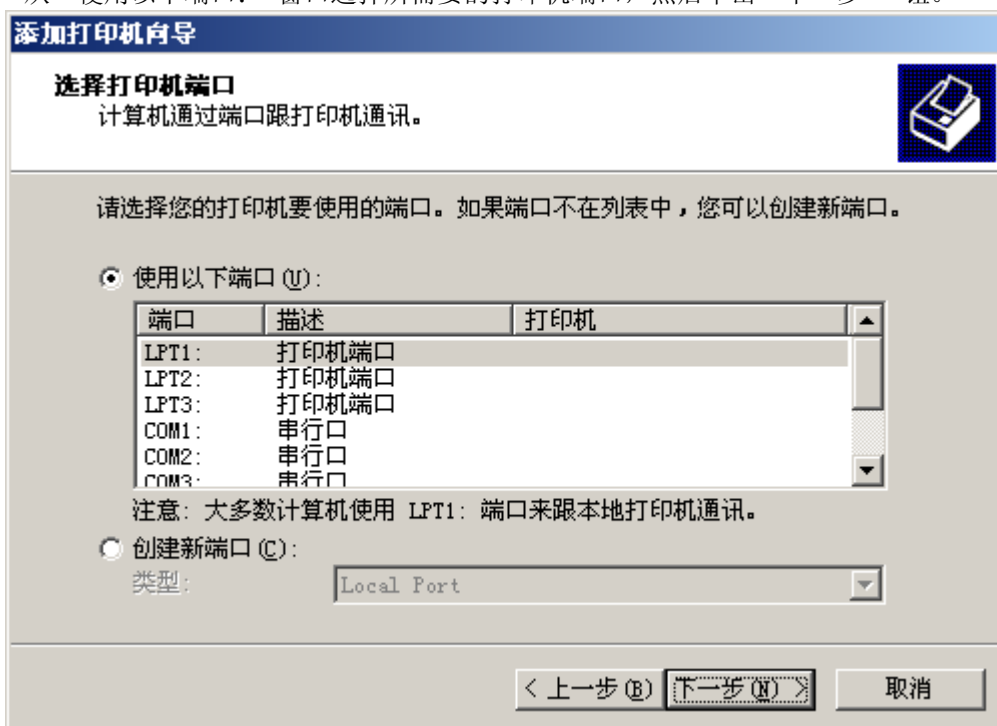 添加打印机向导
选择打印机端口
计算机通过端口跟打印机通讯。
请选择您的打印机要使用的端口。如果端口不在列表中，您可以创建新端口。
使用以下端口(U):
端口 描述 打印机
LPT1: 打印机端口
LPT2: 打印机端口
LPT3: 打印机端口
COM1: 串行口
COM2: 串行口
COM3: 串行口
注意: 大多数计算机使用 LPT1: 端口来跟本地打印机通讯。
创建新端口(C):
类型: Local Port
< 上一步(B) 下一步(N) > 取消